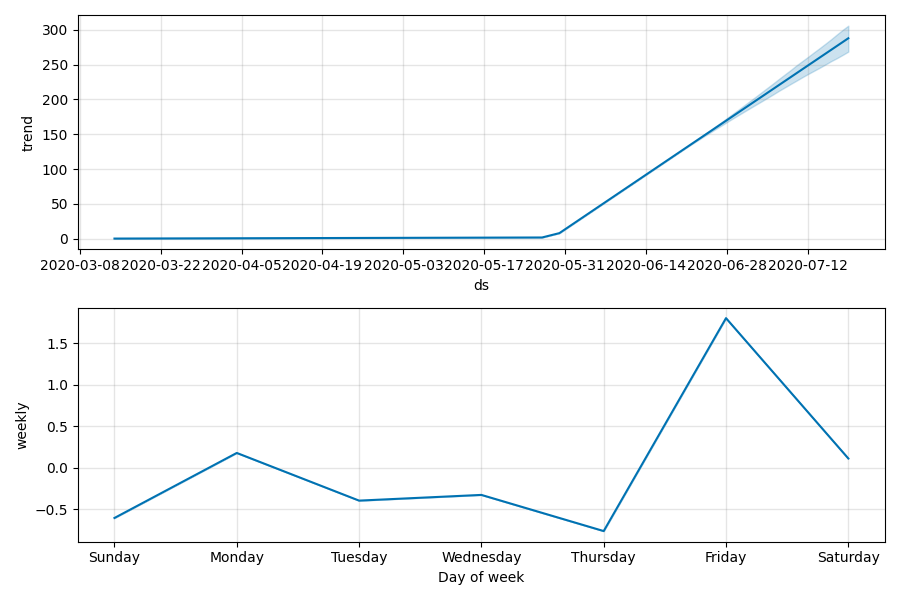 300
250
200
150
100
50
0
trend
2020-03-08 2020-03-22 2020-04-05 2020-04-19 2020-05-03 2020-05-17 2020-05-31 2020-06-14 2020-06-28 2020-07-12
ds
1.5
1.0
0.5
0.0
−0.5
weekly
Sunday Monday Tuesday Wednesday Thursday Friday Saturday
Day of week